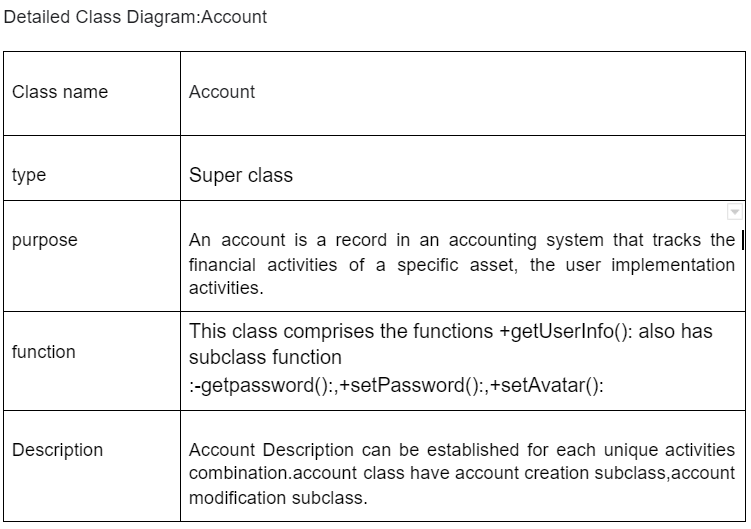 Detailed Class Diagram:Account
Class name
Account
type
Super class
purpose
An account is a record in an accounting system that tracks the
financial activities of a specific asset, the user implementation
activities.
function
This class comprises the functions +getUserInfo(): also has
subclass function
:-getpassword():,+setPassword():,+setAvatar():
Description
Account Description can be established for each unique activities
combination.account class have account creation subclass,account
modification subclass.